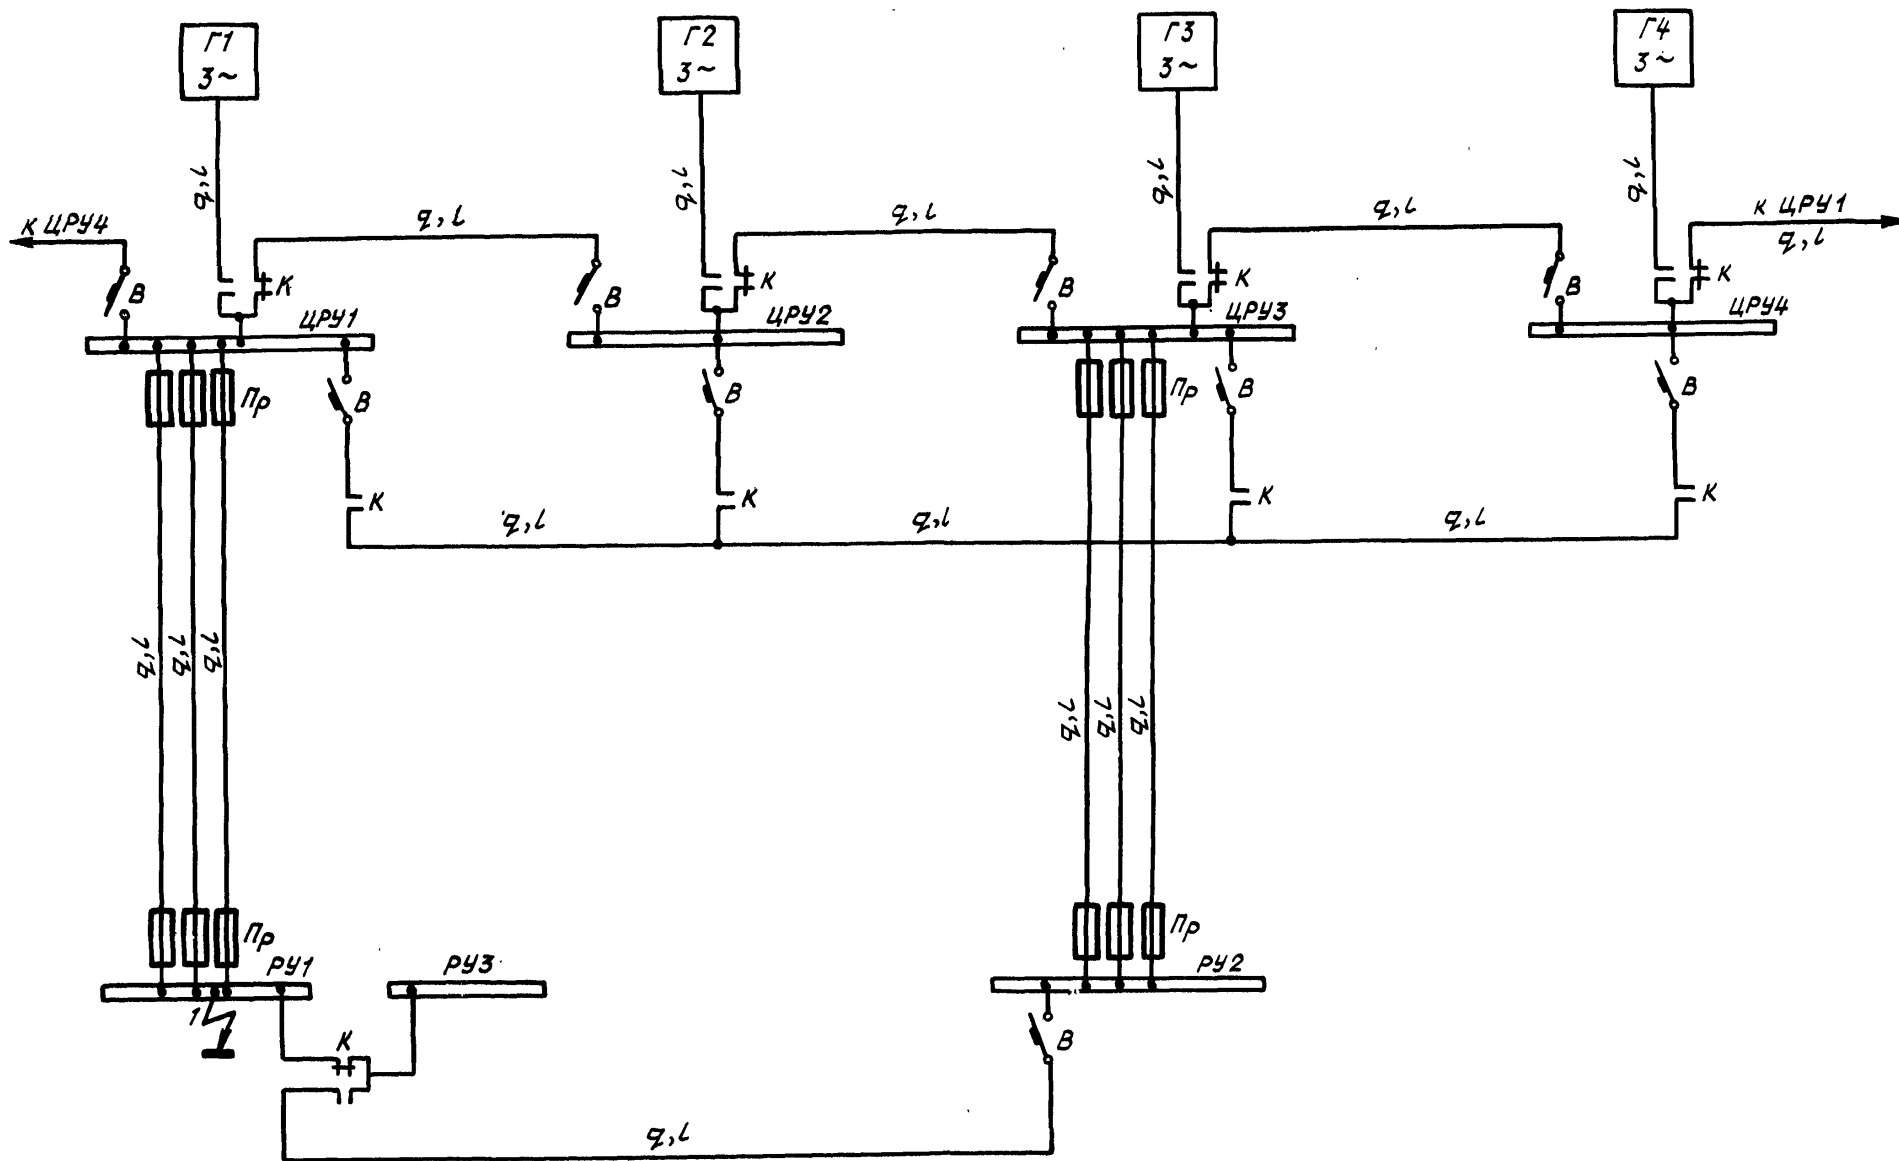 Г1
3~
Г2
3~
Г3
3~
Г4
3~
q,l
q,l
q,l
q,l
к ЦРУ4
q,l
q,l
q,l
к ЦРУ1
q,l
В
К
В
К
В
К
В
К
ЦРУ1
ЦРУ2
ЦРУ3
ЦРУ4
Пр
В
В
Пр
В
В
К
К
К
К
q,l
q,l
q,l
q,l
q,l
q,l
q,l
q,l
q,l
Пр
Пр
РУ1
РУ3
РУ2
1
К
В
q,l